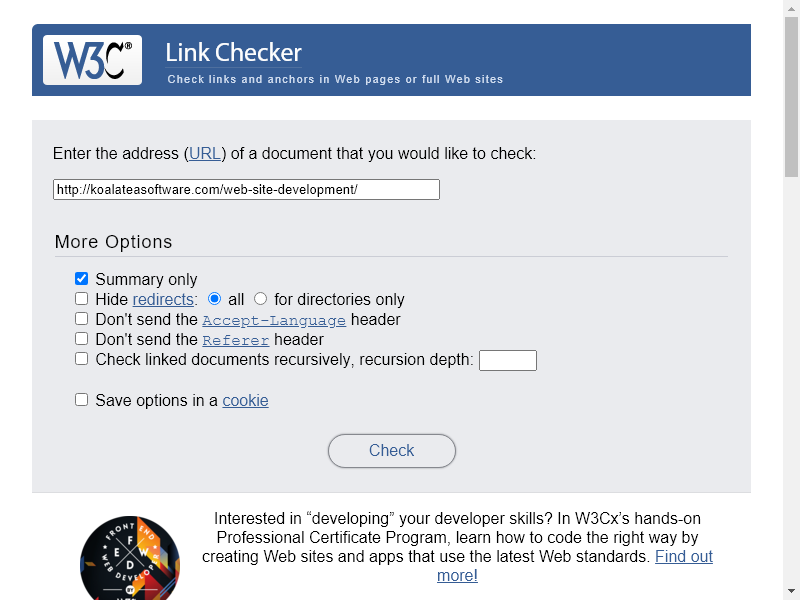 W3C®
Link Checker
Check links and anchors in Web pages or full Web sites
Enter the address (URL) of a document that you would like to check:
http://koalateasoftware.com/web-site-development/
More Options
Summary only
Hide redirects: all for directories only
Don't send the Accept-Language header
Don't send the Referer header
Check linked documents recursively, recursion depth:
Save options in a cookie
Check
FRONT END
WEB DEVELOPER
E F W D
BY
Interested in “developing” your developer skills? In W3Cx's hands-on
Professional Certificate Program, learn how to code the right way by
creating Web sites and apps that use the latest Web standards. Find out
more!